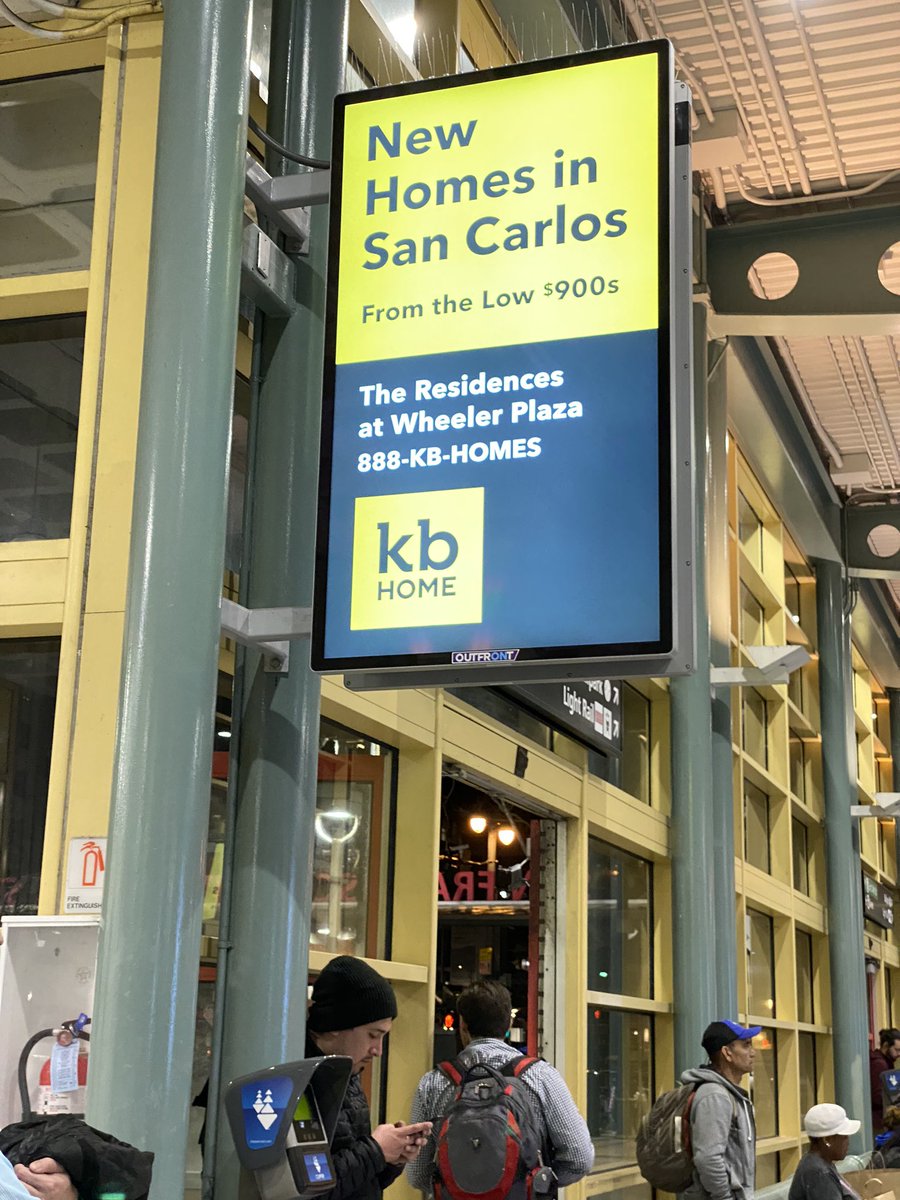 New
Homes in
San Carlos
From the Low $900s
The Residences
at Wheeler Plaza
888-KB-HOMES
kb
HOME
OUTFRONT
Light Rail
FIRE
EXTINGUISHER
FRA